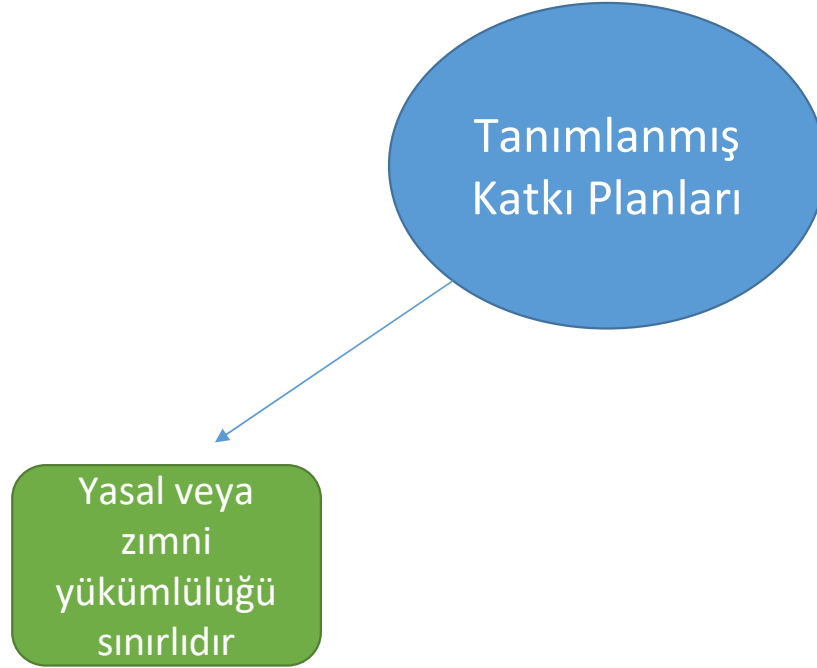 Tanımlanmış
Katkı Planları
Yasal veya
zımni
yükümlülüğü
sınırlıdır